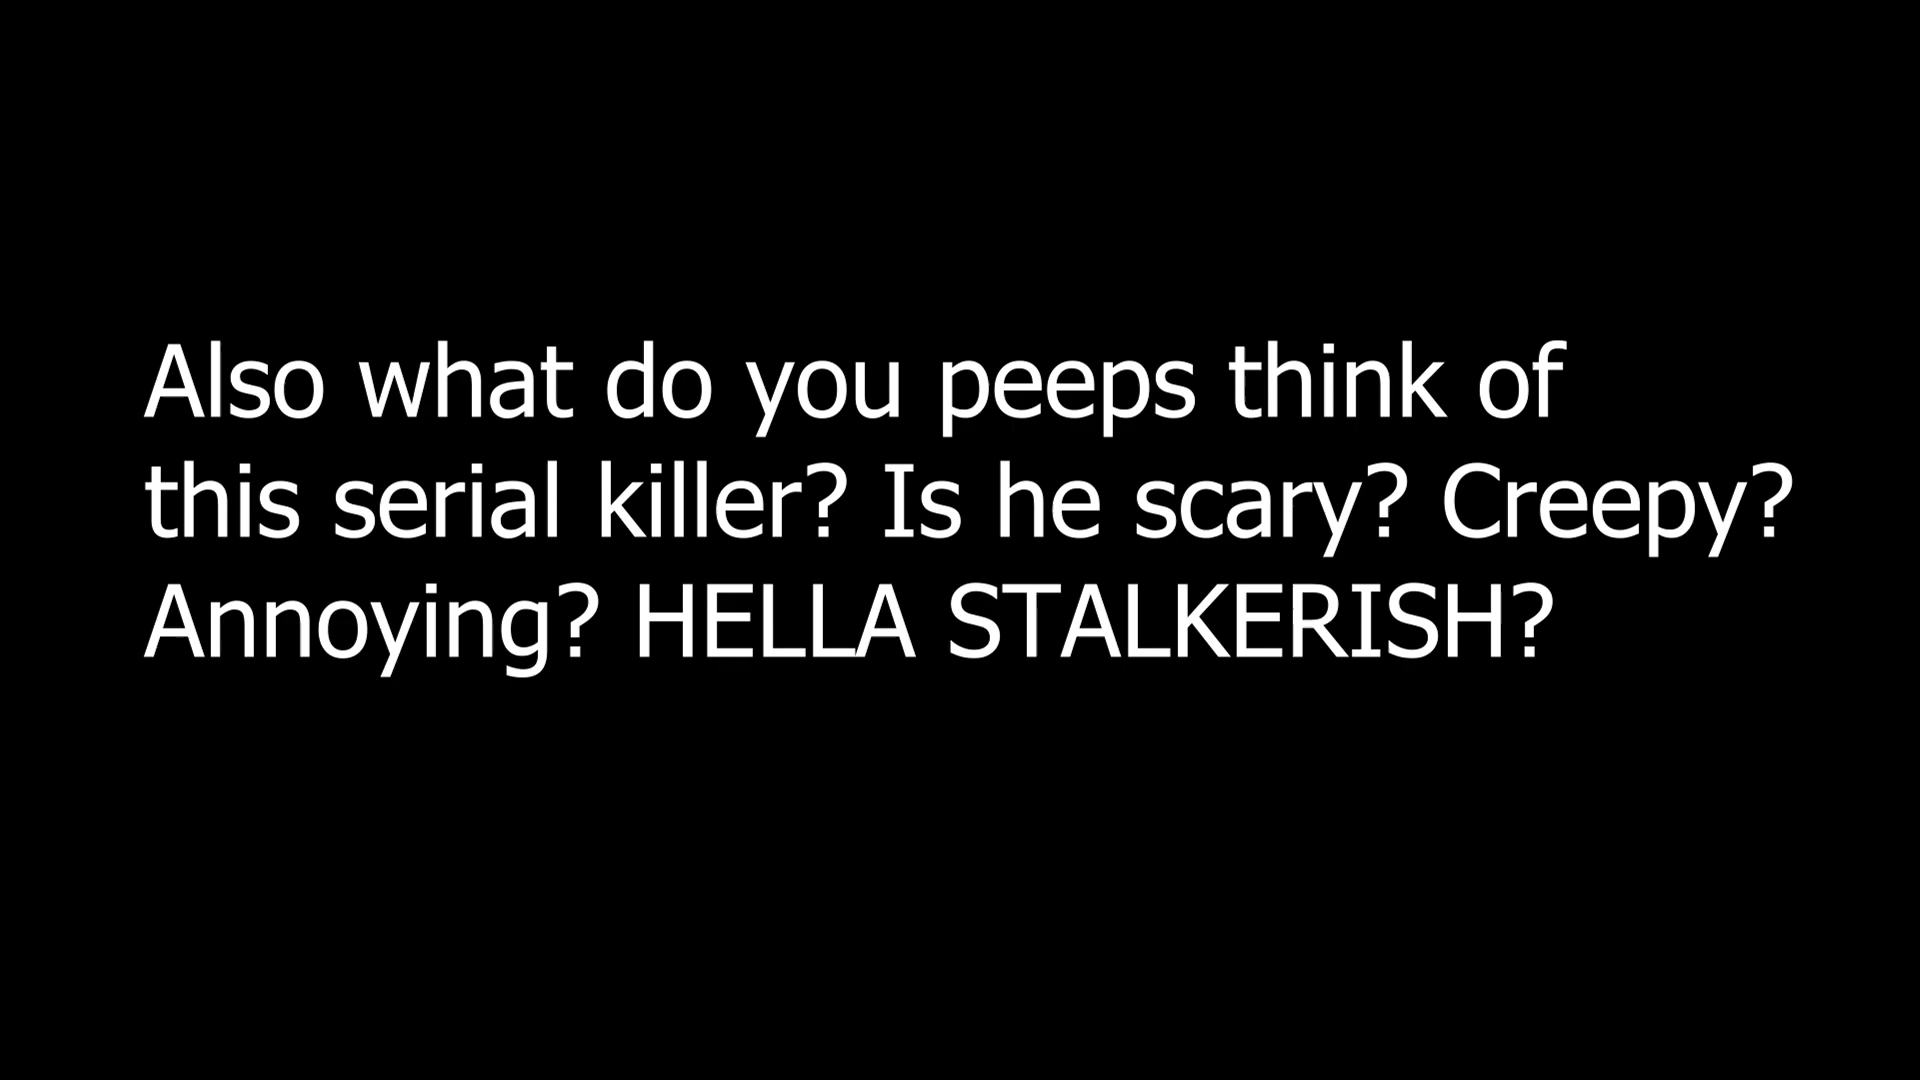 Also what do you peeps think of
this serial killer? Is he scary? Creepy?
Annoying? HELLA STALKERISH?